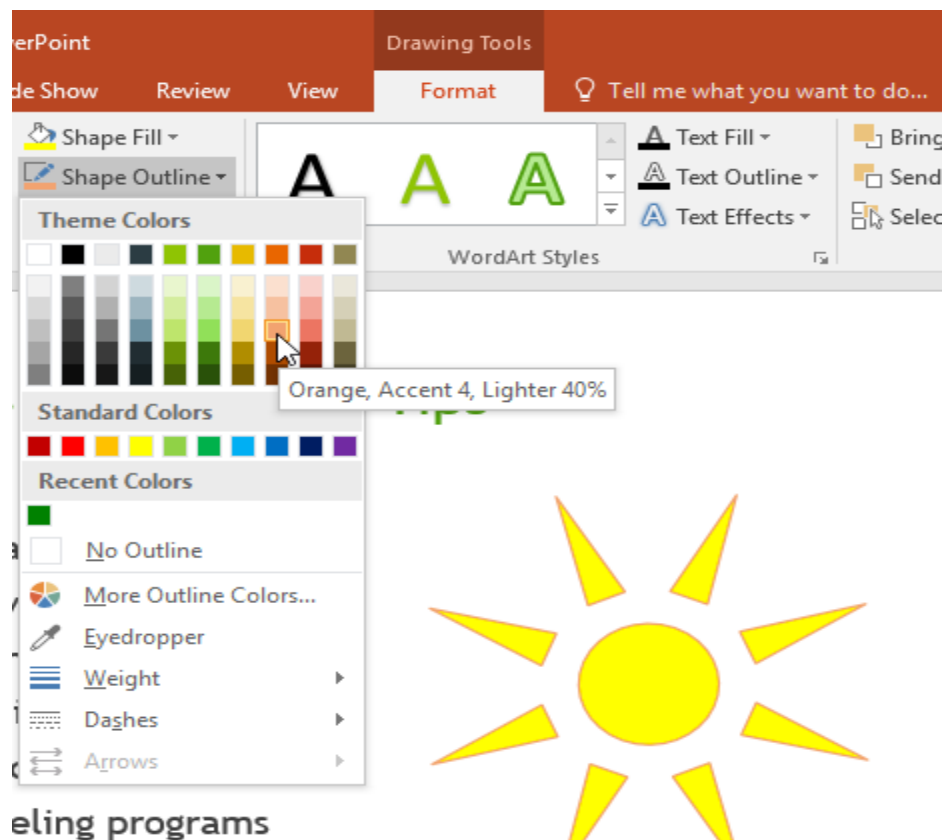 erPoint
Drawing Tools
de Show Review View Format Tell me what you want to do...
Shape Fill
Shape Outline
A A A
Text Fill
Text Outline
Text Effects
Bring
Send
Selec
WordArt Styles
Theme Colors
Orange, Accent 4, Lighter 40%
Standard Colors
Recent Colors
No Outline
More Outline Colors...
Eyedropper
Weight
Dashes
Arrows
eling programs